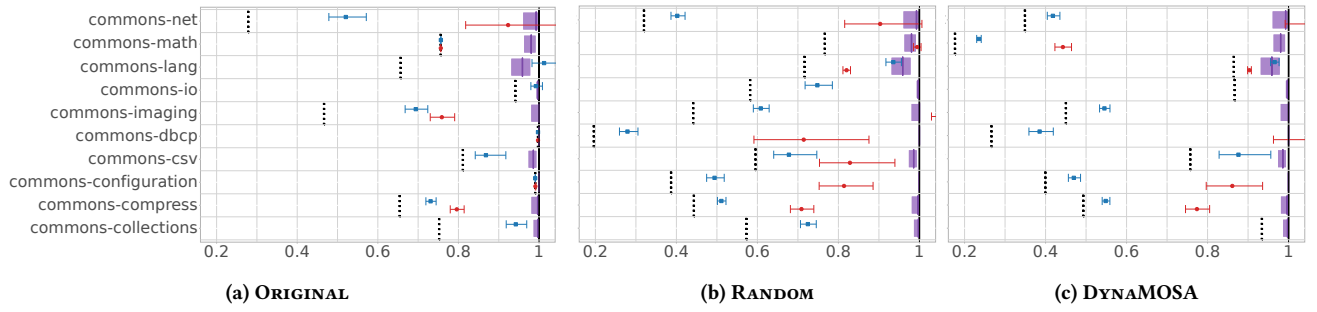 commons-net
commons-math
commons-lang
commons-io
commons-imaging
commons-dbcp
commons-csv
commons-configuration
commons-compress
commons-collections
0.2 0.4 0.6 0.8 1
(a) ORIGINAL
0.2 0.4 0.6 0.8 1
(b) RANDOM
0.2 0.4 0.6 0.8 1
(c) DYNAMOSA